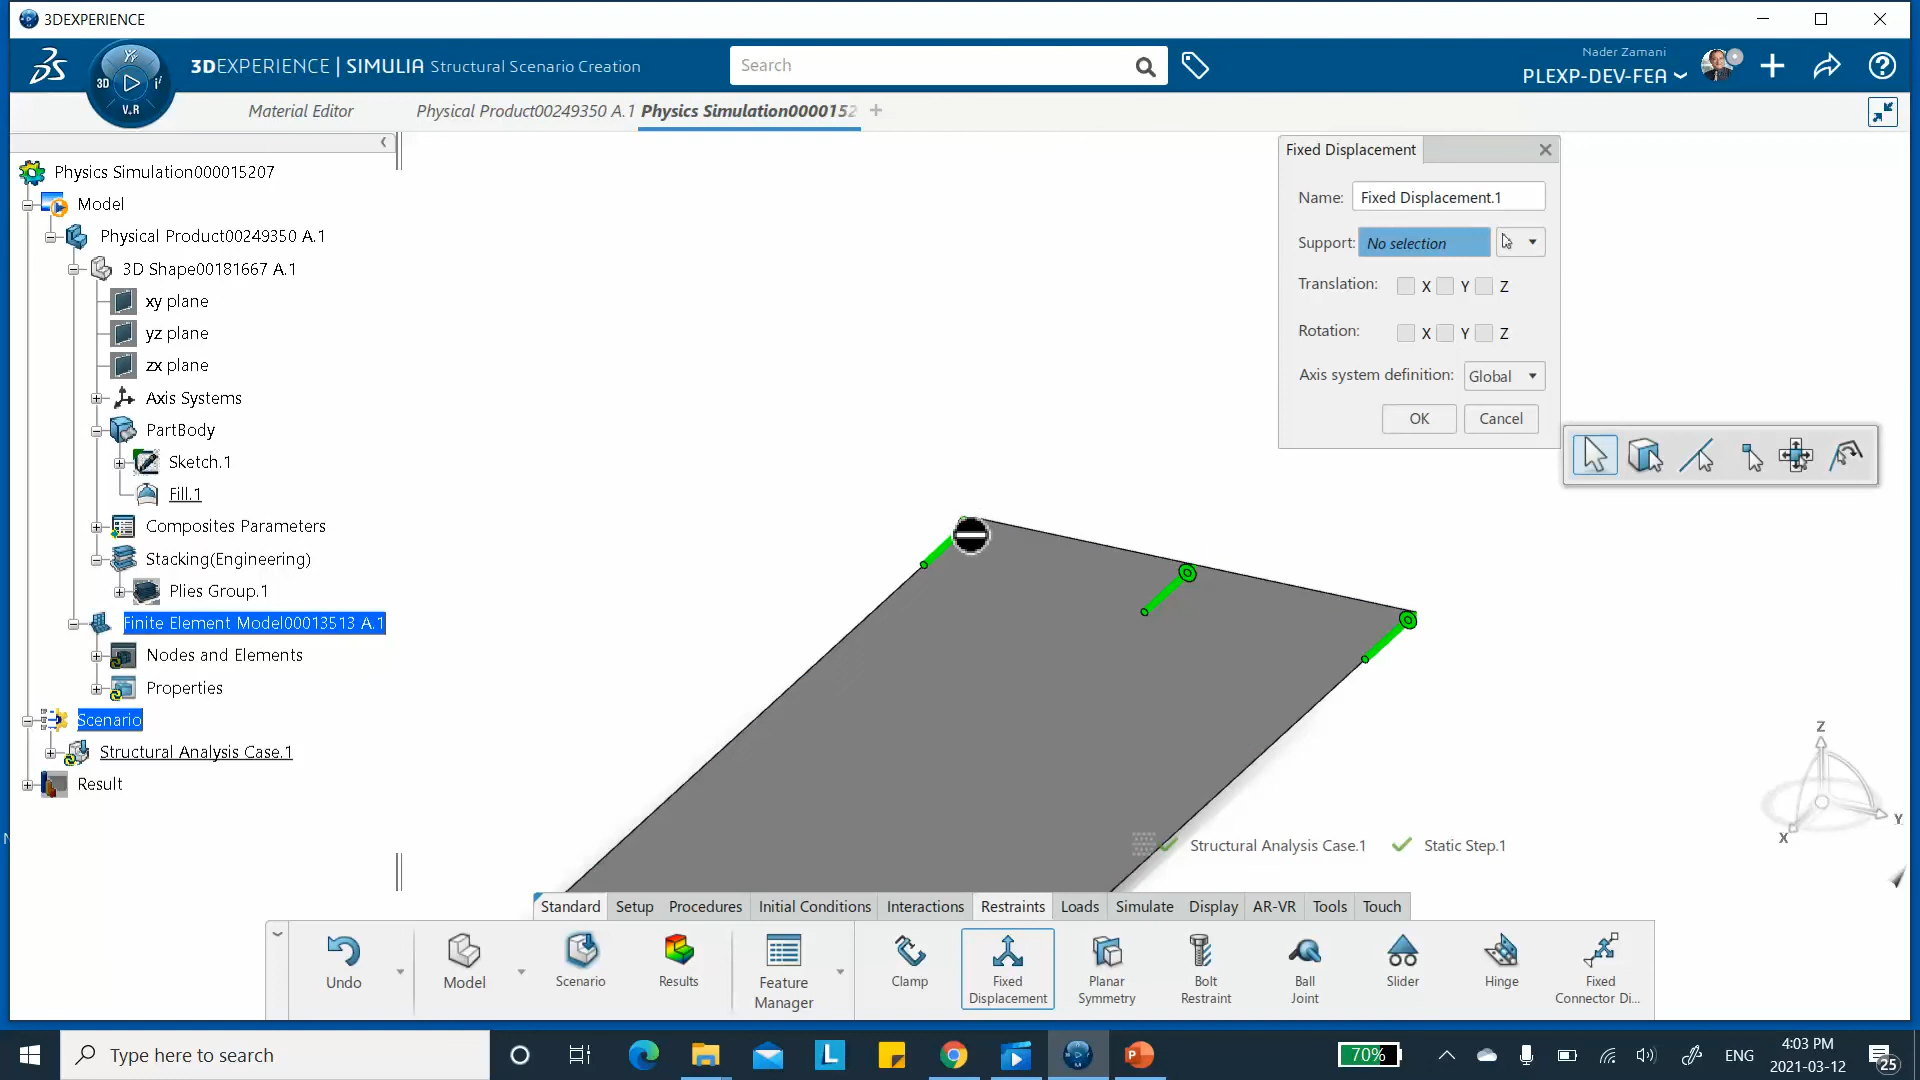 3DEXPERIENCE
3DEXPERIENCE | SIMULIA Structural Scenario Creation
3D
V.R
Search
Nader Zamani
PLEXP-DEV-FEA
Material Editor
Physical Product00249350 A.1
Physics Simulation0000152
Physics Simulation000015207
Model
Physical Product00249350 A.1
3D Shape00181667 A.1
xy plane
yz plane
zx plane
Axis Systems
PartBody
Sketch.1
Fill.1
Composites Parameters
Stacking(Engineering)
Plies Group.1
Finite Element Model00013513 A.1
Nodes and Elements
Properties
Scenario
Structural Analysis Case.1
Result
Fixed Displacement
Name: Fixed Displacement.1
Support: No selection
Translation: X Y Z
Rotation: X Y Z
Axis system definition: Global
OK Cancel
Z
Y
X
Structural Analysis Case.1 Static Step.1
Standard Setup Procedures Initial Conditions Interactions Restraints Loads Simulate Display AR-VR Tools Touch
Undo
Model
Scenario
Results
Feature Manager
Clamp
Fixed Displacement
Planar Symmetry
Bolt Restraint
Ball Joint
Slider
Hinge
Fixed Connector Di...
Type here to search
70%
ENG
4:03 PM
2021-03-12
25